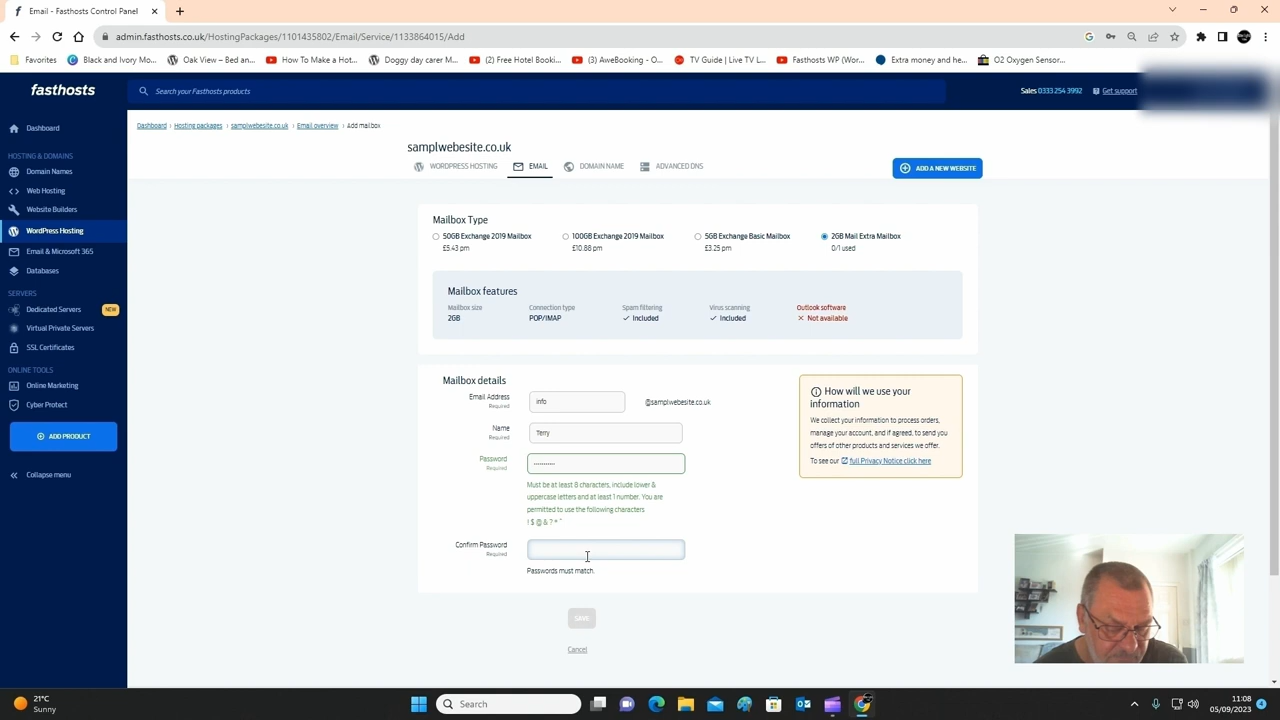 Email - Fasthosts Control Panel
admin.fasthosts.co.uk/HostingPackages/1101435802/Email/Service/1133864015/Add
Favorites
Black and Ivory Mo...
Oak View – Bed an...
How To Make a Hot...
Doggy day carer M...
(2) Free Hotel Booki...
(3) AweBooking - O...
TV Guide | Live TV L...
Fasthosts WP (Wor...
Extra money and he...
O2 Oxygen Sensor...
fasthosts
Search your Fasthosts products
Sales 0333 254 3992
Get support
Dashboard
HOSTING & DOMAINS
Domain Names
Web Hosting
Website Builders
WordPress Hosting
Email & Microsoft 365
Databases
SERVERS
Dedicated Servers
NEW
Virtual Private Servers
SSL Certificates
ONLINE TOOLS
Online Marketing
Cyber Protect
ADD PRODUCT
Collapse menu
Dashboard
Hosting packages
samplwebesite.co.uk
Email overview
Add mailbox
samplwebesite.co.uk
WORDPRESS HOSTING
EMAIL
DOMAIN NAME
ADVANCED DNS
ADD A NEW WEBSITE
Mailbox Type
50GB Exchange 2019 Mailbox
£5.43 pm
100GB Exchange 2019 Mailbox
£10.88 pm
5GB Exchange Basic Mailbox
£3.25 pm
2GB Mail Extra Mailbox
0/1 used
Mailbox features
Mailbox size
2GB
Connection type
POP/IMAP
Spam filtering
Included
Virus scanning
Included
Outlook software
Not available
Mailbox details
Email Address
Required
info
@samplwebesite.co.uk
Name
Required
Terry
Password
Required
Must be at least 8 characters, include lower &
uppercase letters and at least 1 number. You are
permitted to use the following characters
! $ @ & ? * ^
Confirm Password
Required
Passwords must match.
SAVE
Cancel
How will we use your
information
We collect your information to process orders,
manage your account, and if agreed, to send you
offers of other products and services we offer.
To see our full Privacy Notice click here
21°C
Sunny
Search
11:08
05/09/2023